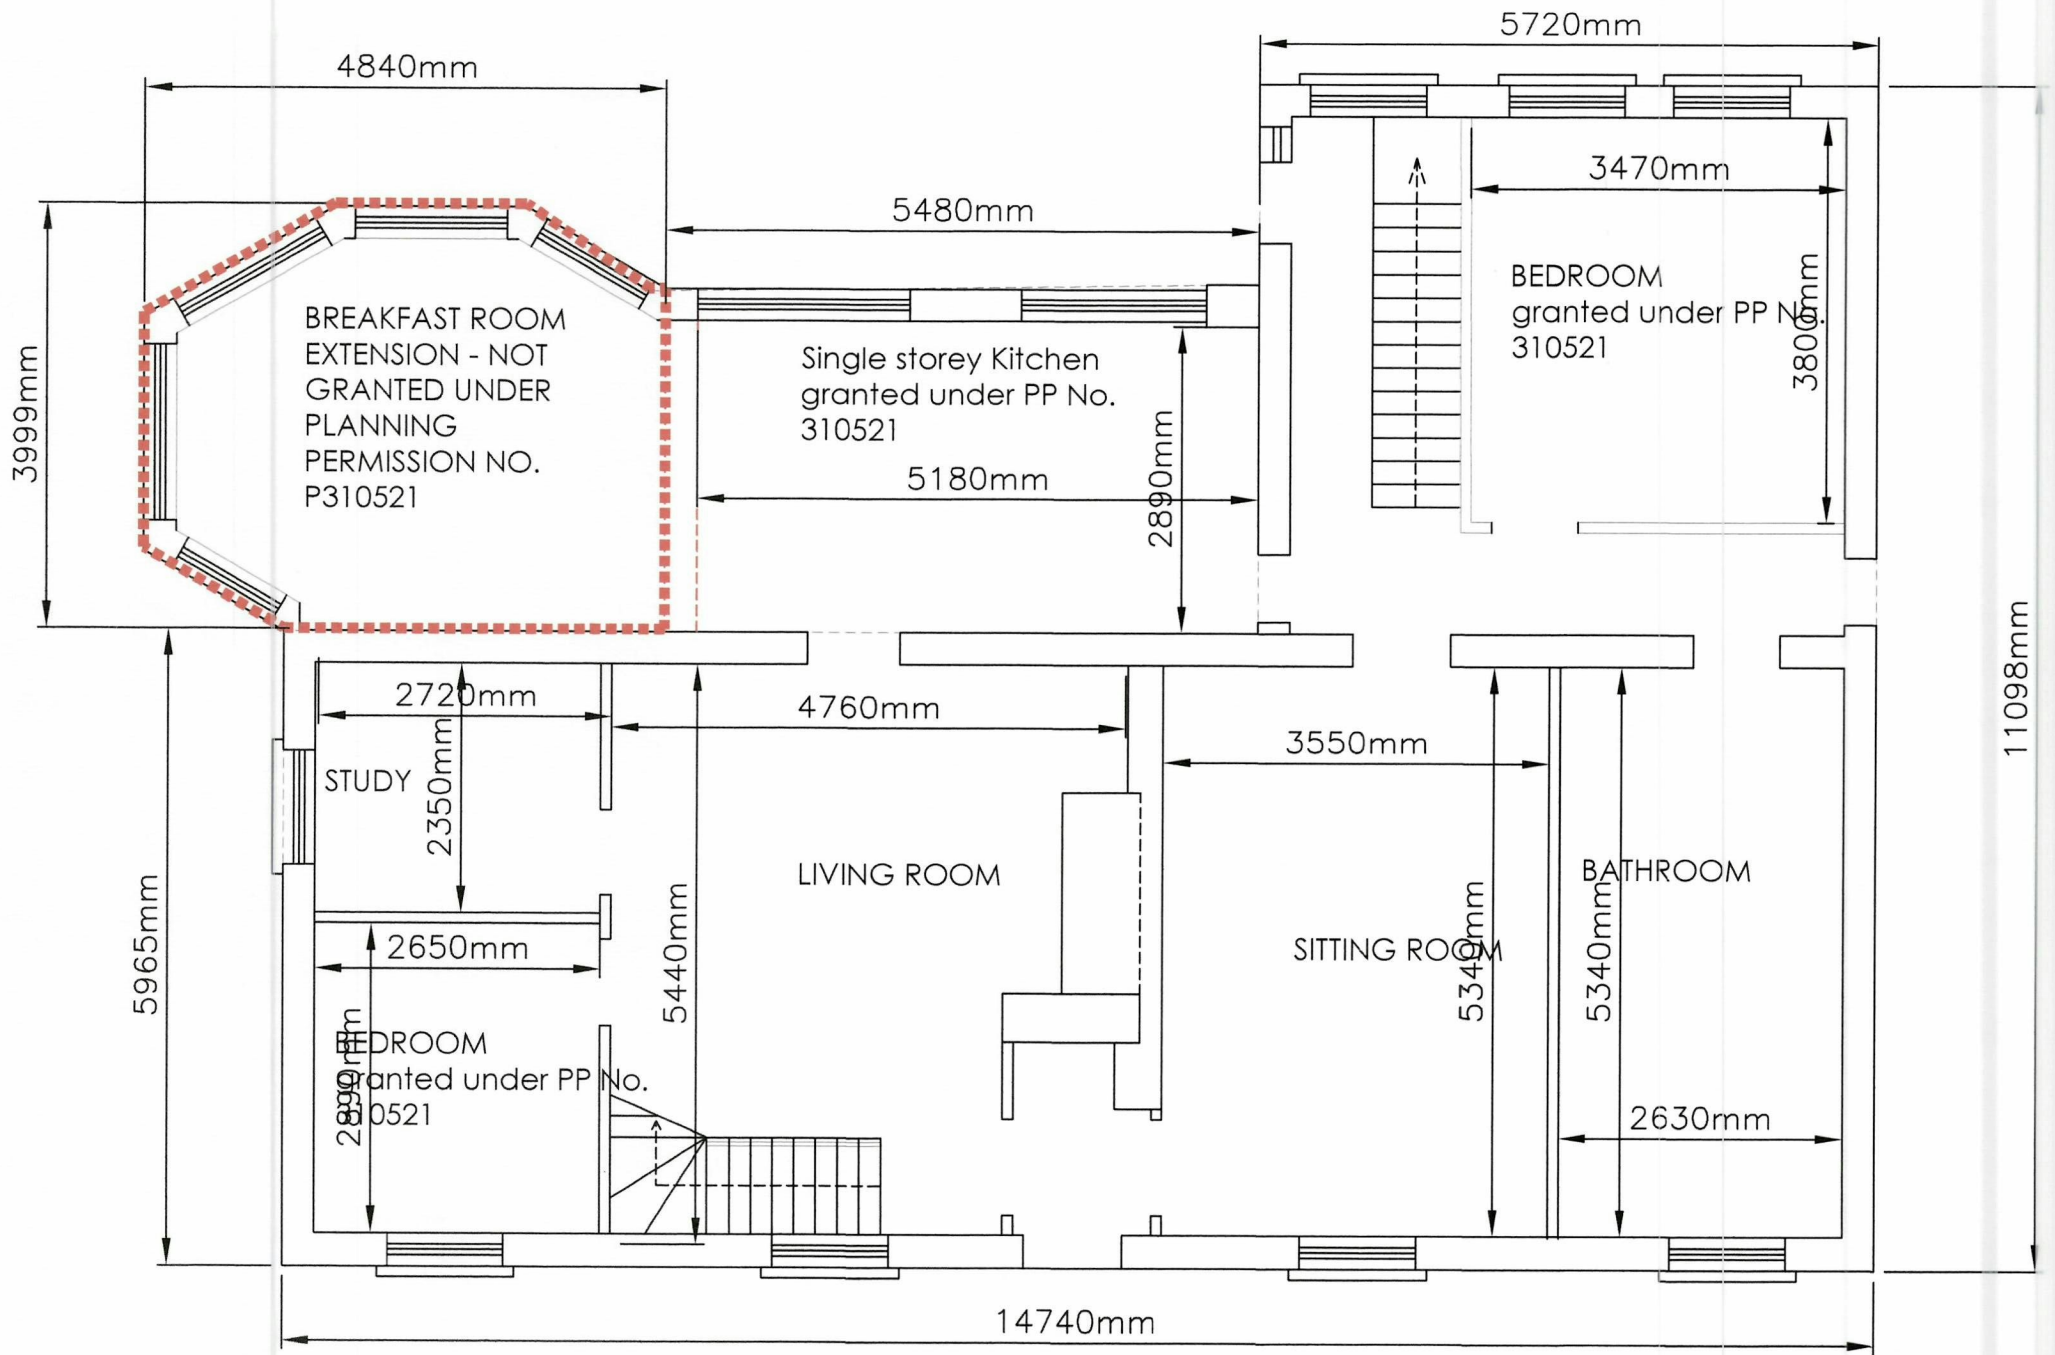 5720mm
4840mm
3470mm
5480mm
BEDROOM
granted under PP No.
310521
3800mm
BREAKFAST ROOM
EXTENSION - NOT
GRANTED UNDER
PLANNING
PERMISSION NO.
P310521
3999mm
Single storey Kitchen
granted under PP No.
310521
5180mm
2890mm
11098mm
2720mm
4760mm
3550mm
STUDY
2350mm
LIVING ROOM
BATHROOM
5965mm
2650mm
5440mm
SITTING ROOM
5340mm
5340mm
BEDROOM
granted under PP No.
310521
2630mm
14740mm